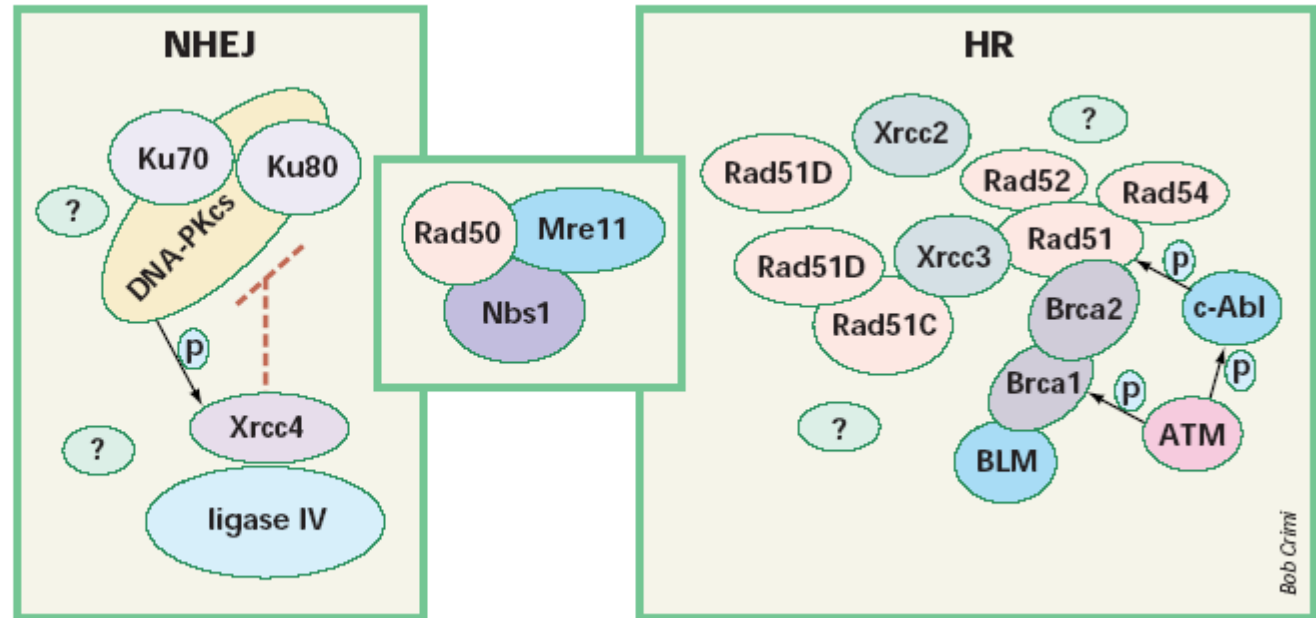 NHEJ
Ku70
Ku80
?
DNA-PKcs
p
Xrcc4
?
ligase IV
Rad50
Mre11
Nbs1
HR
Xrcc2
?
Rad51D
Rad52
Rad54
Rad51D
Xrcc3
Rad51
p
Rad51C
Brca2
c-Abl
Brca1
p
p
?
ATM
BLM
Bob Crimi